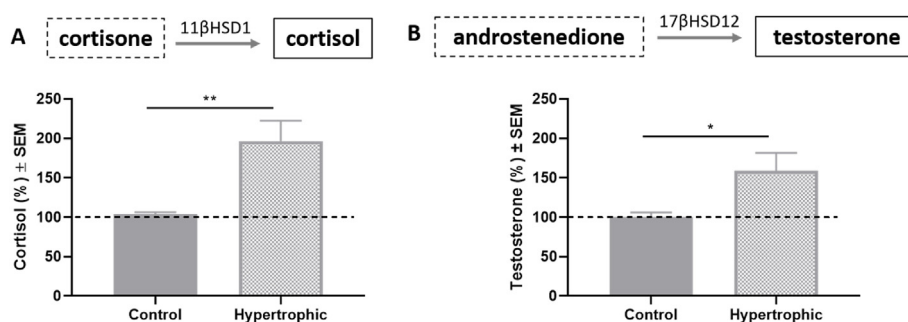 A
cortisone
11βHSD1
cortisol
Cortisol (%) ± SEM
250
200
150
100
50
0
**
Control
Hypertrophic
B
androstenedione
17βHSD12
testosterone
Testosterone (%) ± SEM
250
200
150
100
50
0
*
Control
Hypertrophic